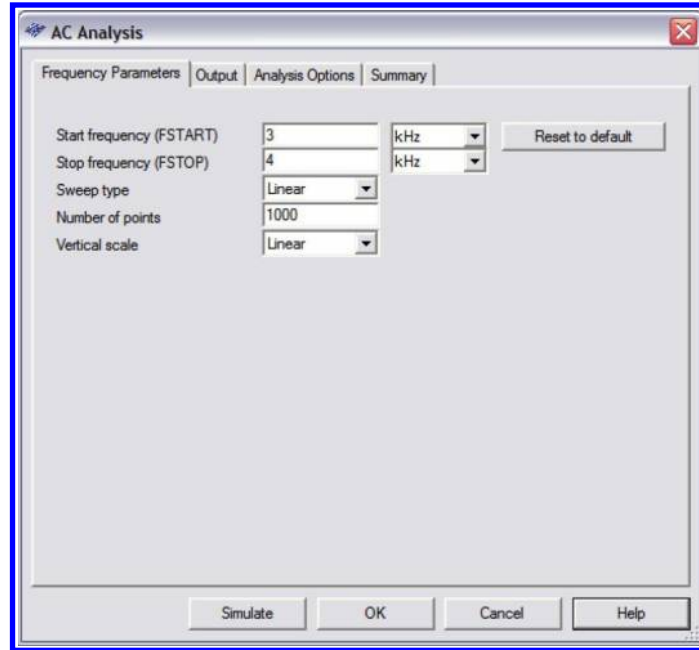 AC Analysis
Frequency Parameters Output Analysis Options Summary
Start frequency (FSTART) 3 kHz Reset to default
Stop frequency (FSTOP) 4 kHz
Sweep type Linear
Number of points 1000
Vertical scale Linear
Simulate OK Cancel Help